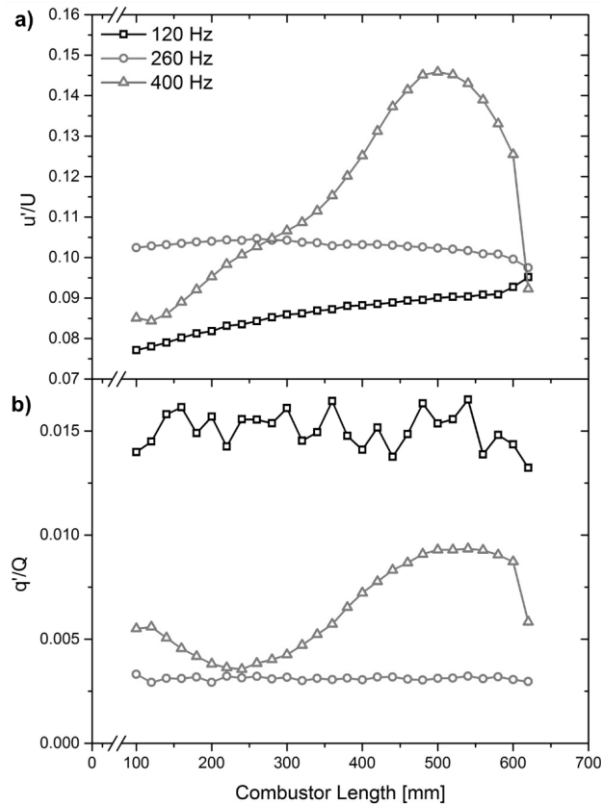 a)
0.16
0.15
0.14
0.13
0.12
0.11
0.10
0.09
0.08
0.07
u'/U
120 Hz
260 Hz
400 Hz
b)
0.015
0.010
0.005
0.000
q'/Q
0 100 200 300 400 500 600 700
Combustor Length [mm]